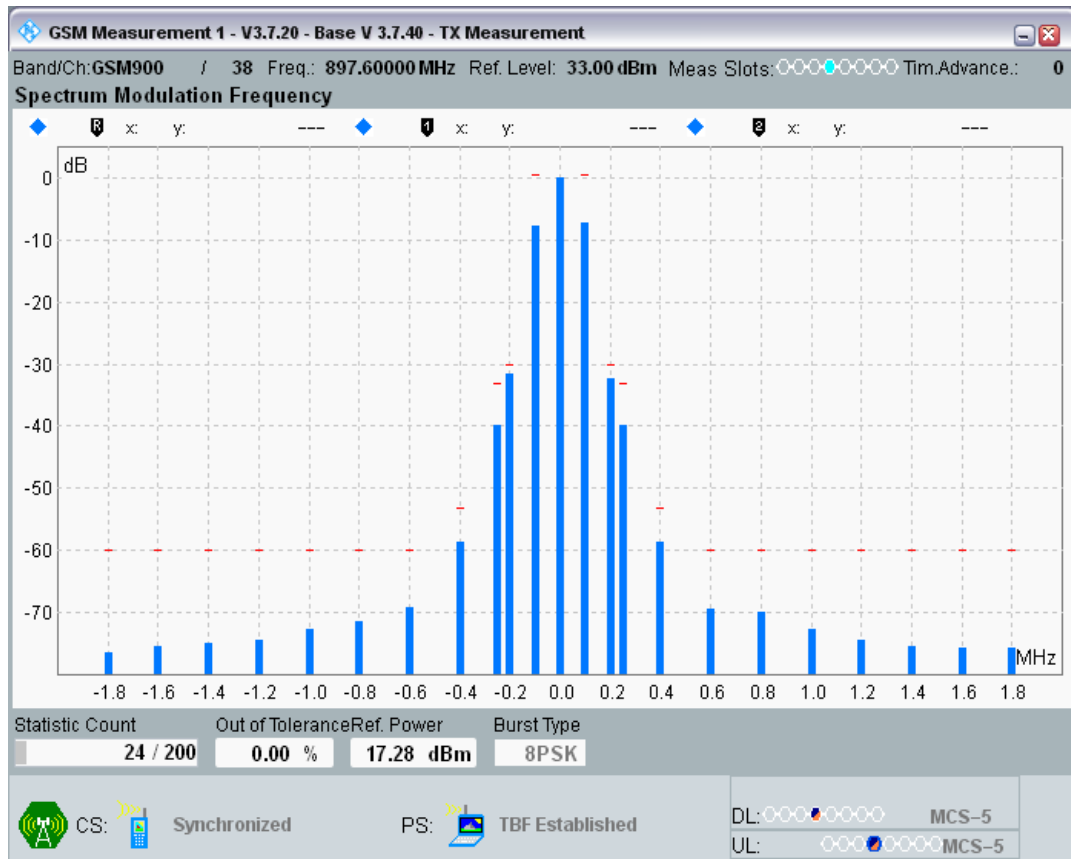 GSM Measurement 1 - V3.7.20 - Base V 3.7.40 - TX Measurement
Band/Ch:GSM900 / 38 Freq.: 897.60000 MHz Ref. Level: 33.00 dBm Meas Slots: Tim.Advance.: 0
Spectrum Modulation Frequency
R x: y: --- 1 x: y: --- 2 x: y: ---
dB
0
-10
-20
-30
-40
-50
-60
-70
MHz
-1.8 -1.6 -1.4 -1.2 -1.0 -0.8 -0.6 -0.4 -0.2 0.0 0.2 0.4 0.6 0.8 1.0 1.2 1.4 1.6 1.8
Statistic Count Out of Tolerance Ref. Power Burst Type
24 / 200 0.00 % 17.28 dBm 8PSK
CS: Synchronized PS: TBF Established DL: MCS-5
UL: MCS-5